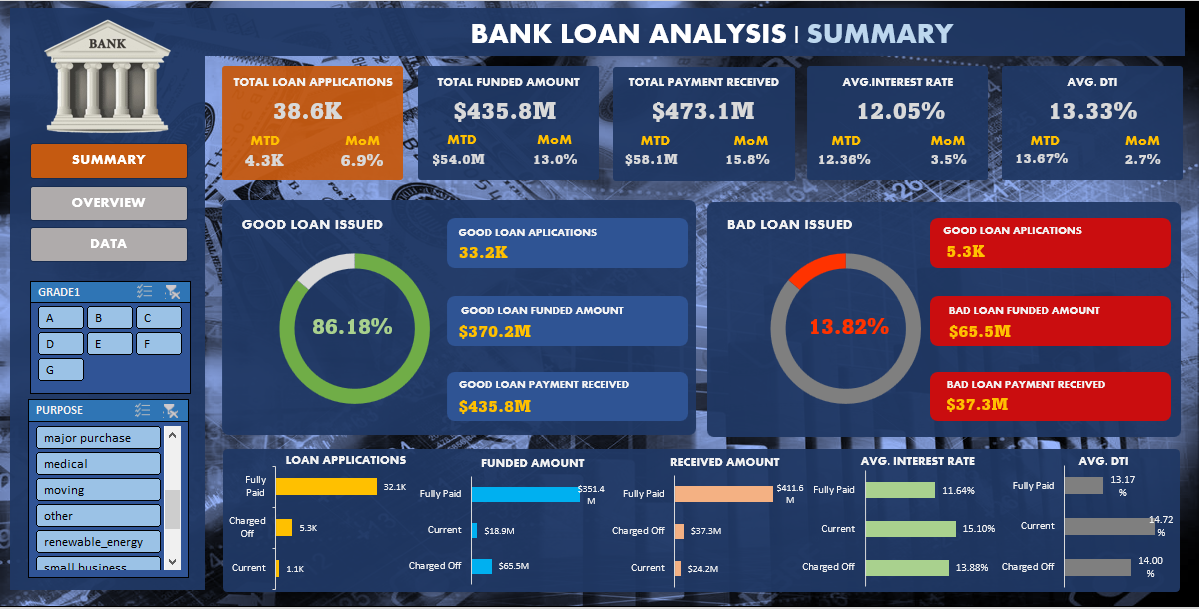 BANK
BANK LOAN ANALYSIS | SUMMARY
SUMMARY
OVERVIEW
DATA
GRADE1
A B C
D E F
G
PURPOSE
major purchase
medical
moving
other
renewable_energy
small business
TOTAL LOAN APPLICATIONS
38.6K
MTD MoM
4.3K 6.9%
TOTAL FUNDED AMOUNT
$435.8M
MTD MoM
$54.0M 13.0%
TOTAL PAYMENT RECEIVED
$473.1M
MTD MoM
$58.1M 15.8%
AVG.INTEREST RATE
12.05%
MTD MoM
12.36% 3.5%
AVG. DTI
13.33%
MTD MoM
13.67% 2.7%
GOOD LOAN ISSUED
86.18%
GOOD LOAN APLICATIONS
33.2K
GOOD LOAN FUNDED AMOUNT
$370.2M
GOOD LOAN PAYMENT RECEIVED
$435.8M
BAD LOAN ISSUED
13.82%
GOOD LOAN APLICATIONS
5.3K
BAD LOAN FUNDED AMOUNT
$65.5M
BAD LOAN PAYMENT RECEIVED
$37.3M
LOAN APPLICATIONS
Fully
Paid
32.1K
Charged
Off
5.3K
Current
1.1K
FUNDED AMOUNT
Fully Paid
$351.4
M
Current
$18.9M
Charged Off
$65.5M
RECEIVED AMOUNT
Fully Paid
$411.6
M
Charged Off
$37.3M
Current
$24.2M
AVG. INTEREST RATE
Fully Paid
11.64%
Current
15.10%
Charged Off
13.88%
AVG. DTI
Fully Paid
13.17
%
Current
14.72
%
Charged Off
14.00
%